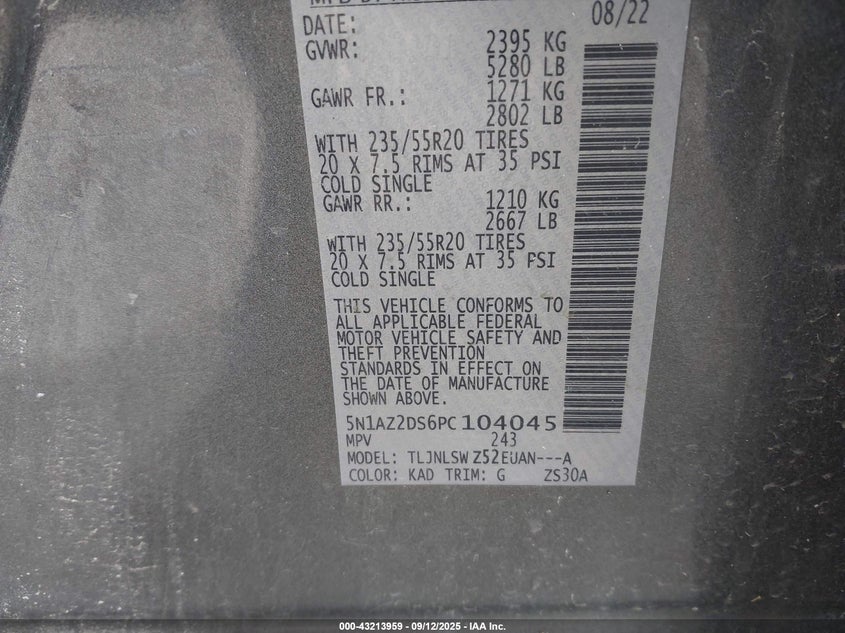 DATE: 08/22
GVWR: 2395 KG
5280 LB
GAWR FR.: 1271 KG
2802 LB
WITH 235/55R20 TIRES
20 X 7.5 RIMS AT 35 PSI
COLD SINGLE
GAWR RR.: 1210 KG
2667 LB
WITH 235/55R20 TIRES
20 X 7.5 RIMS AT 35 PSI
COLD SINGLE
THIS VEHICLE CONFORMS TO
ALL APPLICABLE FEDERAL
MOTOR VEHICLE SAFETY AND
THEFT PREVENTION
STANDARDS IN EFFECT ON
THE DATE OF MANUFACTURE
SHOWN ABOVE.
5N1AZ2DS6PC104045
MPV 243
MODEL: TLJNLSWZ52EUAN---A
COLOR: KAD TRIM: G ZS30A
000-43213959 - 09/12/2025 - IAA Inc.